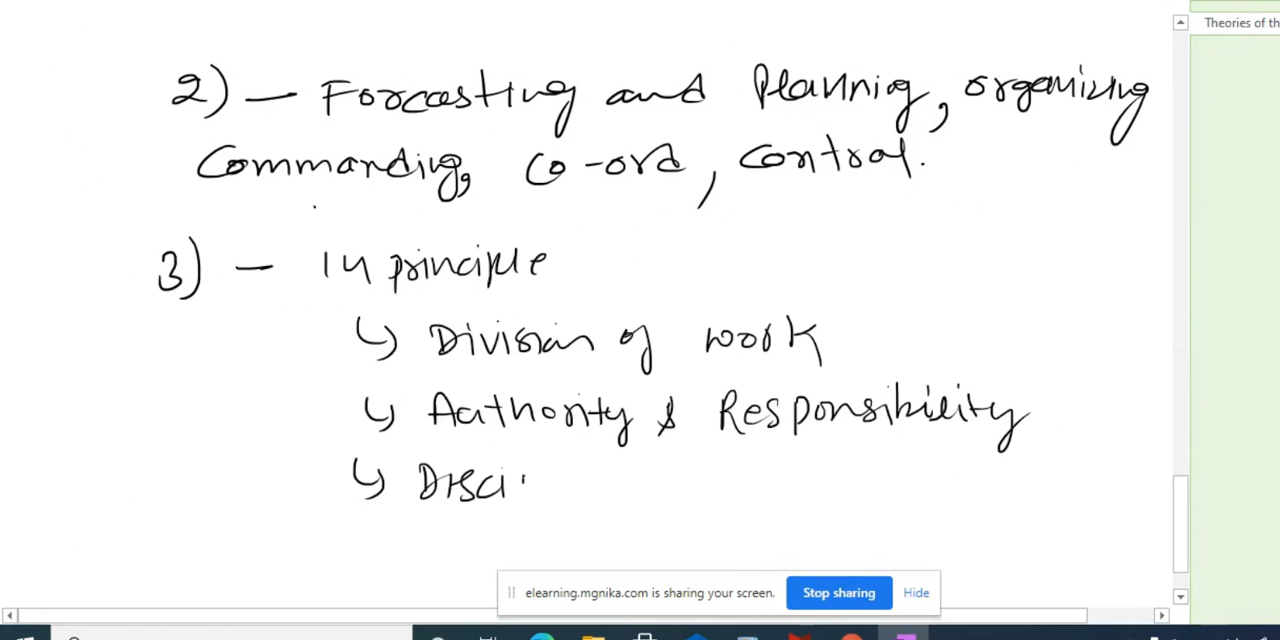 Theories of th
2) - Forcasting and Planning, organizing
Commanding, co-ord, control.
3) - 14 principle
↳ Division of work
↳ Authority & Responsibility
↳ Disci
elearning.mgnika.com is sharing your screen. Stop sharing Hide